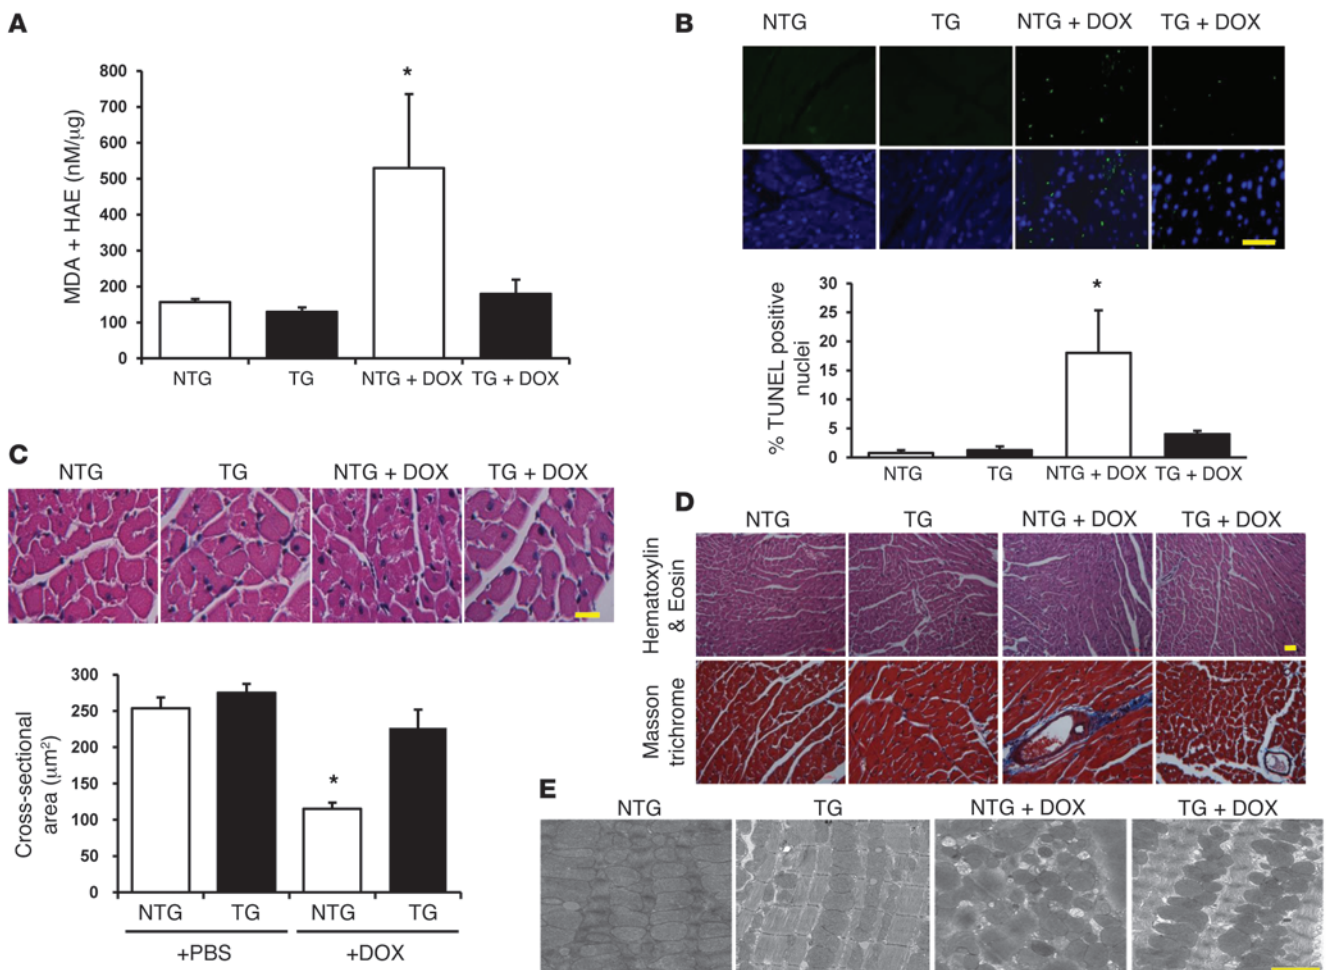 A
800
700
600
500
400
300
200
100
0
MDA + HAE (nM/µg)
*
NTG
TG
NTG + DOX
TG + DOX
B
NTG
TG
NTG + DOX
TG + DOX
30
25
20
15
10
5
0
% TUNEL positive
nuclei
*
NTG
TG
NTG + DOX
TG + DOX
C
NTG
TG
NTG + DOX
TG + DOX
300
250
200
150
100
50
0
Cross-sectional
area (µm²)
*
NTG
TG
NTG
TG
+PBS
+DOX
D
NTG
TG
NTG + DOX
TG + DOX
Hematoxylin
& Eosin
Masson
trichrome
E
NTG
TG
NTG + DOX
TG + DOX